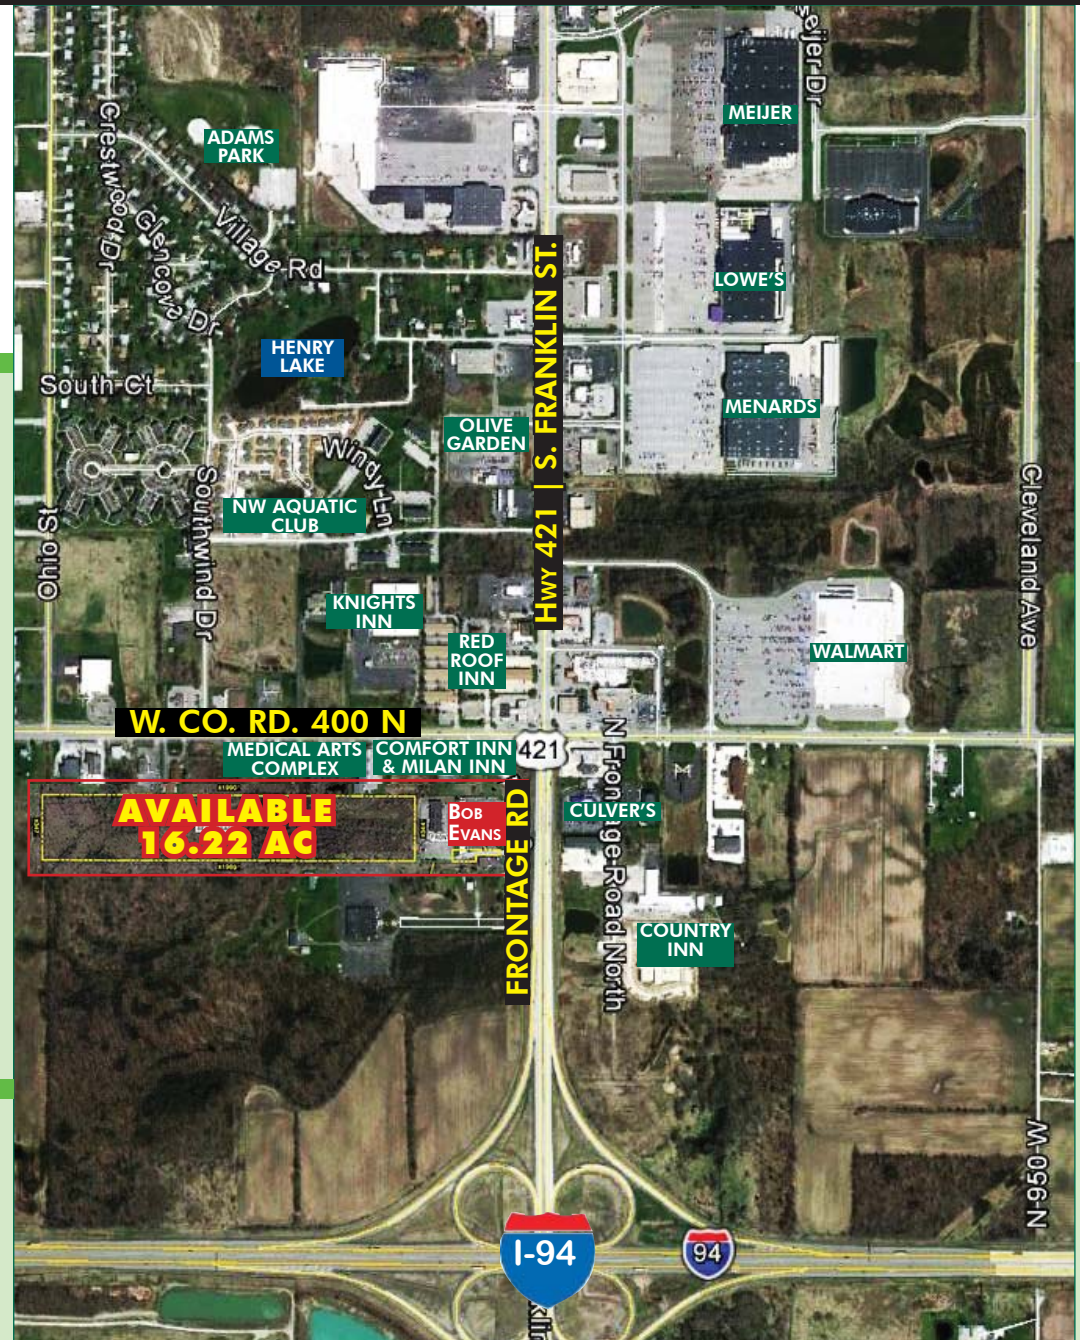 eijer Dr
MEIJER
ADAMS
PARK
Crestwood Dr
Glencova Dr
Village Rd
LOWE'S
HENRY
LAKE
South Ct
MENARDS
OLIVE
GARDEN
HWY 421 | S. FRANKLIN ST.
Windy Ln
NW AQUATIC
CLUB
Ohio St
Southwind Dr
Cleveland Ave
KNIGHTS
INN
RED
ROOF
INN
WALMART
W. CO. RD. 400 N
MEDICAL ARTS
COMPLEX
COMFORT INN
& MILAN INN
421
N Frontage Road North
AVAILABLE
16.22 AC
BOB
EVANS
CULVER'S
FRONTAGE RD
COUNTRY
INN
N-950 W
I-94
94